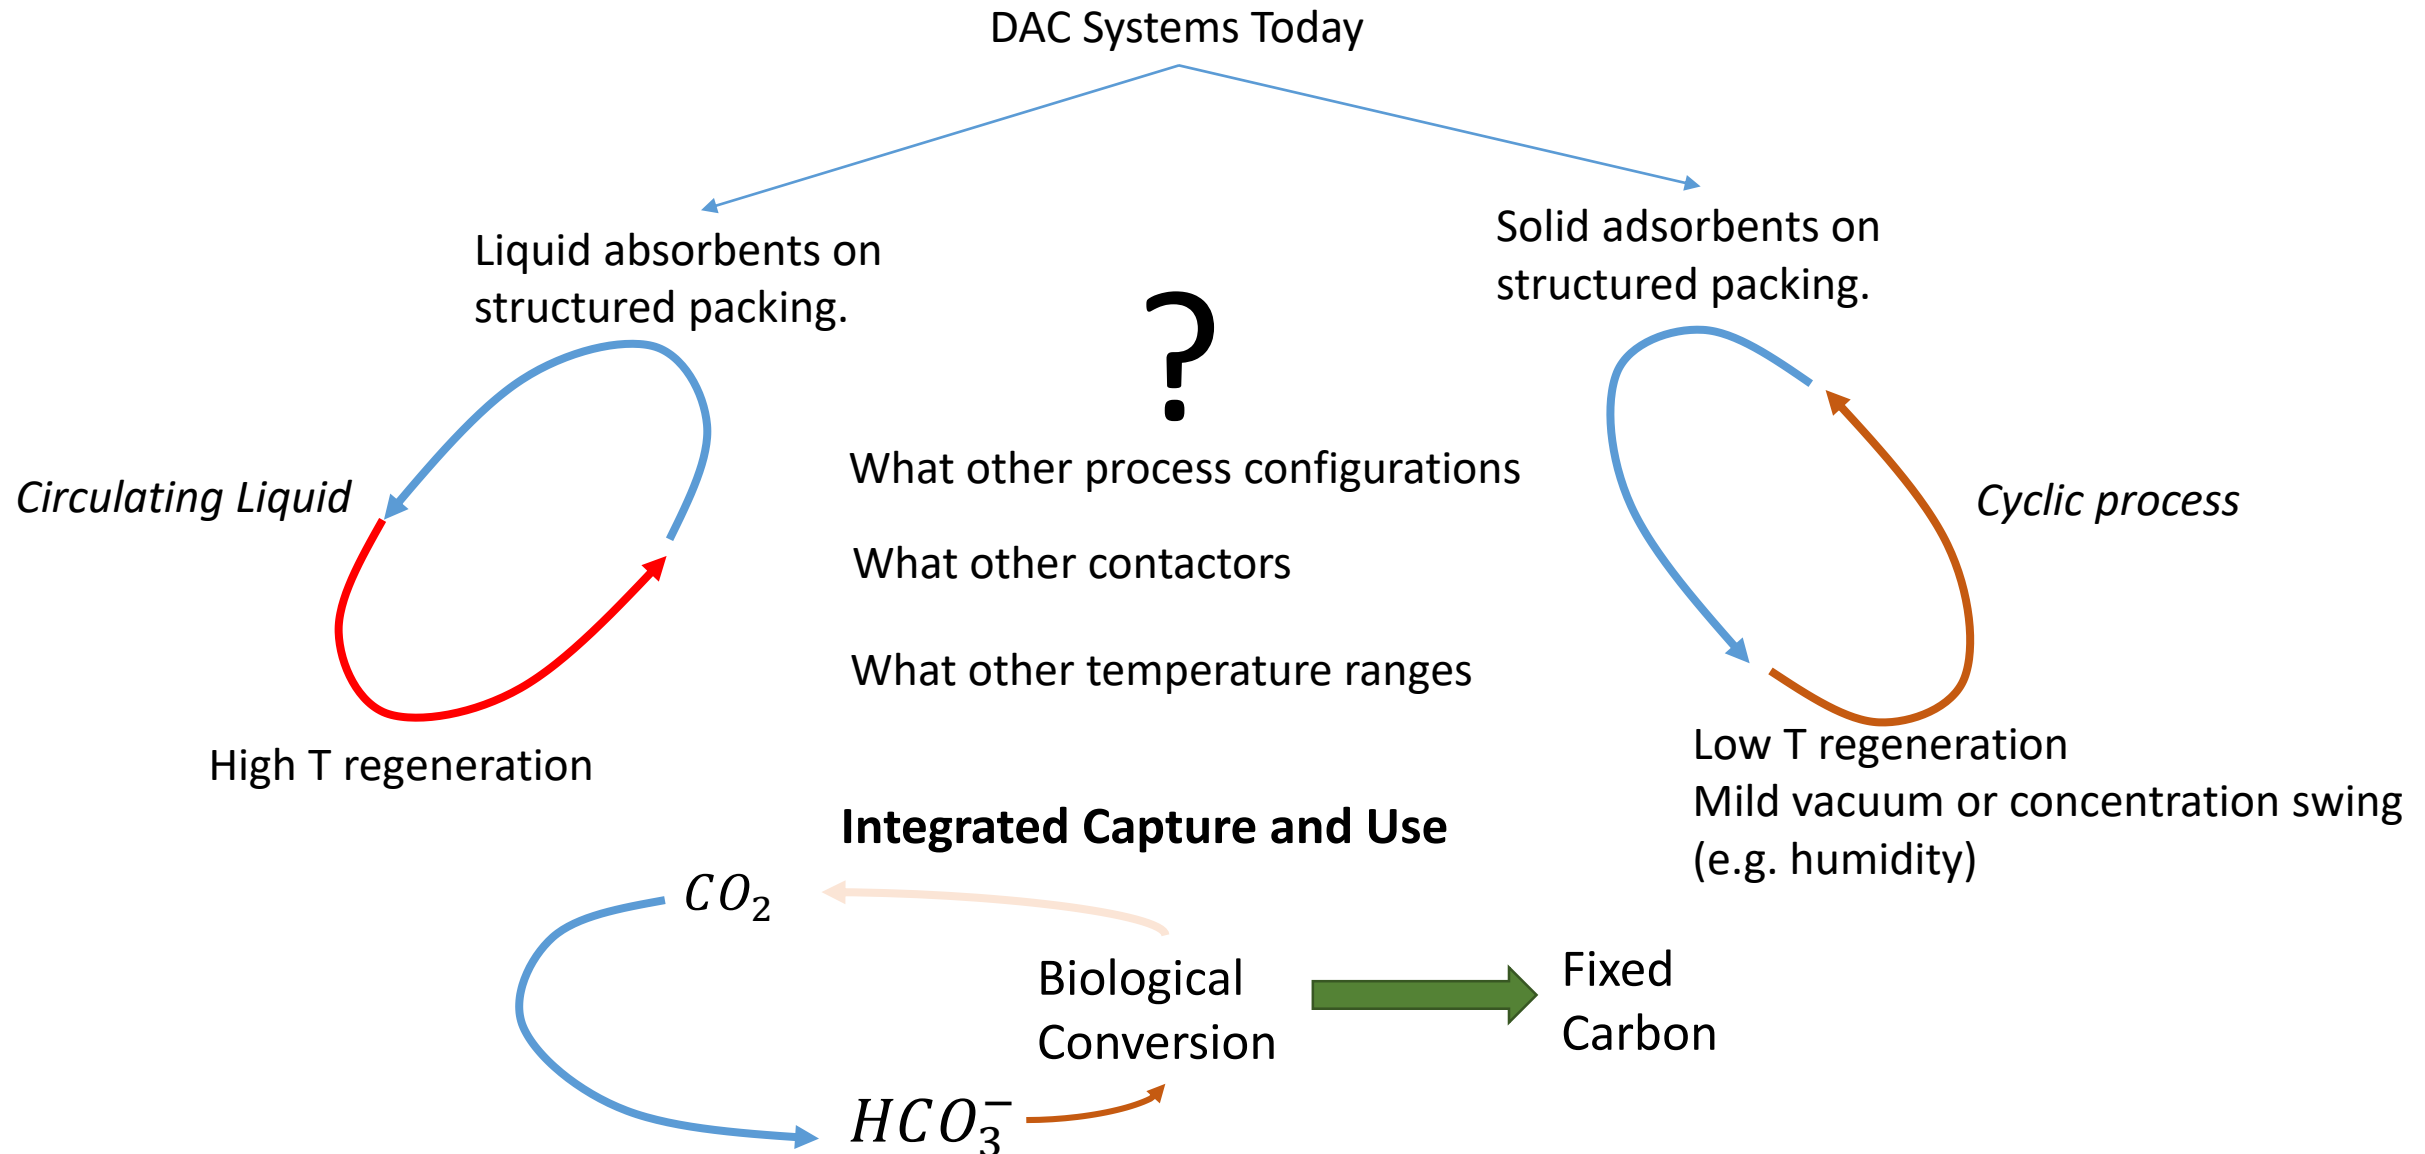 DAC Systems Today
Liquid absorbents on
structured packing.
Solid adsorbents on
structured packing.
?
What other process configurations
What other contactors
What other temperature ranges
Circulating Liquid
Cyclic process
High T regeneration
Low T regeneration
Mild vacuum or concentration swing
(e.g. humidity)
Integrated Capture and Use
CO₂
Biological
Conversion
Fixed
Carbon
HCO₃⁻